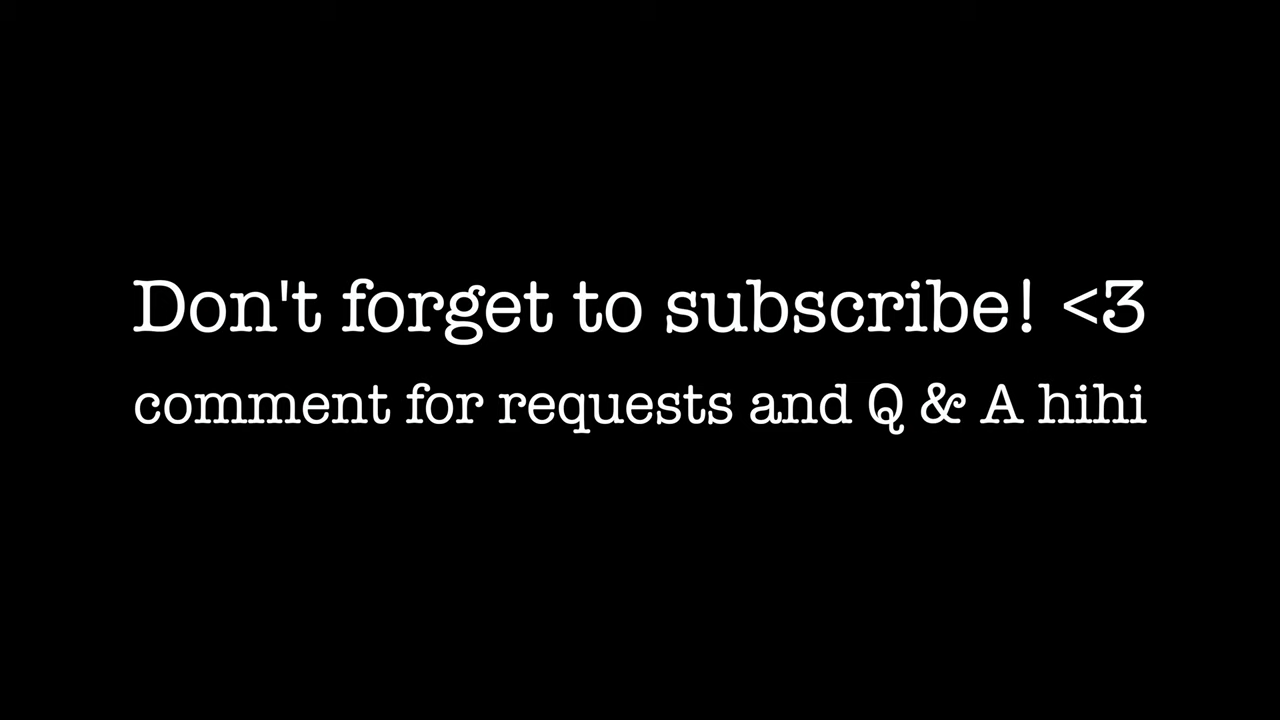 Don't forget to subscribe! <3
comment for requests and Q & A hihi